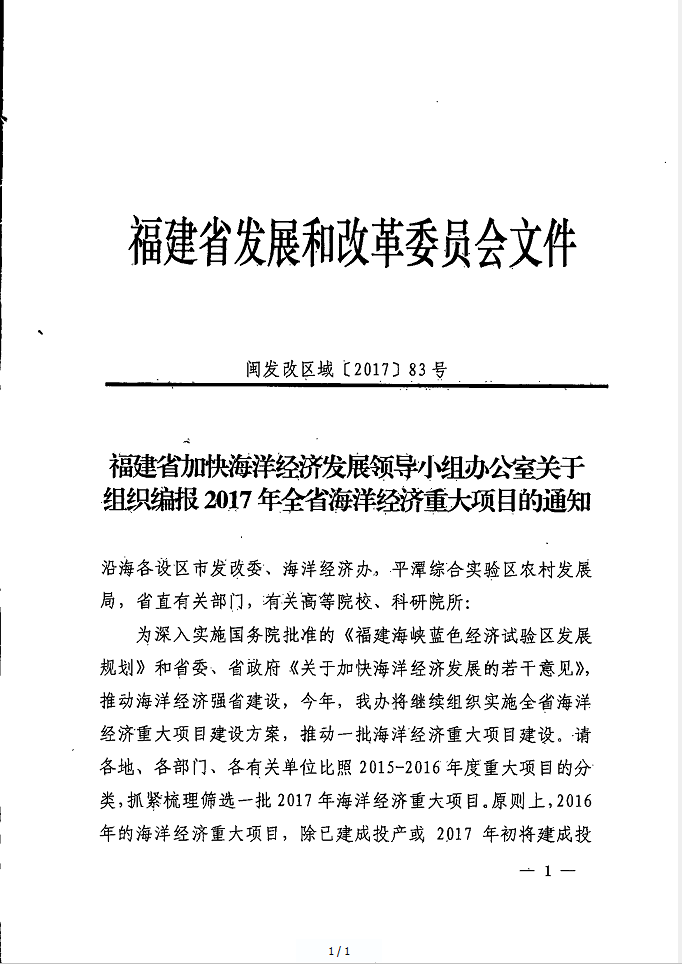 福建省发展和改革委员会文件
闽发改区域〔2017〕83号
福建省加快海洋经济发展领导小组办公室关于
组织编报2017年全省海洋经济重大项目的通知
沿海各设区市发改委、海洋经济办，平潭综合实验区农村发展
局，省直有关部门，有关高等院校、科研院所：
为深入实施国务院批准的《福建海峡蓝色经济试验区发展
规划》和省委、省政府《关于加快海洋经济发展的若干意见》，
推动海洋经济强省建设，今年，我办将继续组织实施全省海洋
经济重大项目建设方案，推动一批海洋经济重大项目建设。请
各地、各部门、各有关单位比照2015-2016年度重大项目的分
类，抓紧梳理筛选一批2017年海洋经济重大项目。原则上，2016
年的海洋经济重大项目，除已建成投产或 2017 年初将建成投
— 1 —
1 / 1